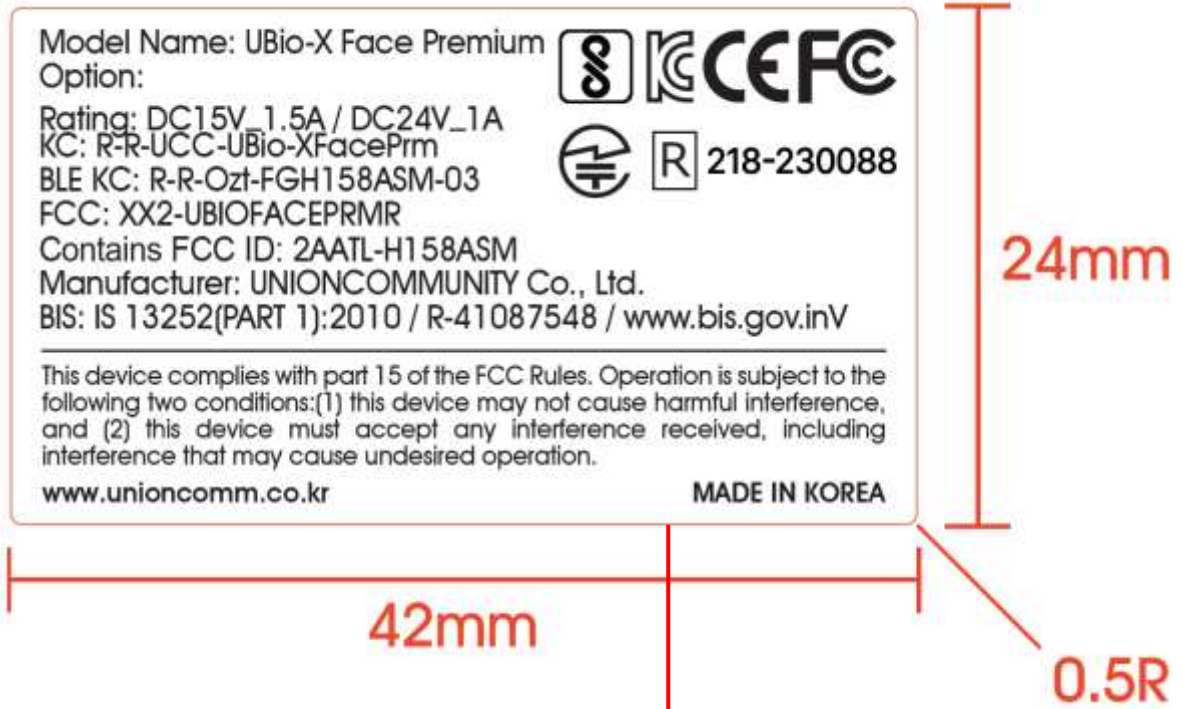 Model Name: UBio-X Face Premium
Option:
Rating: DC15V_1.5A / DC24V_1A
KC: R-R-UCC-UBio-XFacePrm
BLE KC: R-R-Ozt-FGH158ASM-03
FCC: XX2-UBIOFACEPRMR
Contains FCC ID: 2AATL-H158ASM
Manufacturer: UNIONCOMMUNITY Co., Ltd.
BIS: IS 13252(PART 1):2010 / R-41087548 / www.bis.gov.inV
KC CE FC
R 218-230088
This device complies with part 15 of the FCC Rules. Operation is subject to the
following two conditions:(1) this device may not cause harmful interference,
and (2) this device must accept any interference received, including
interference that may cause undesired operation.
www.unioncomm.co.kr MADE IN KOREA
24mm
42mm
0.5R